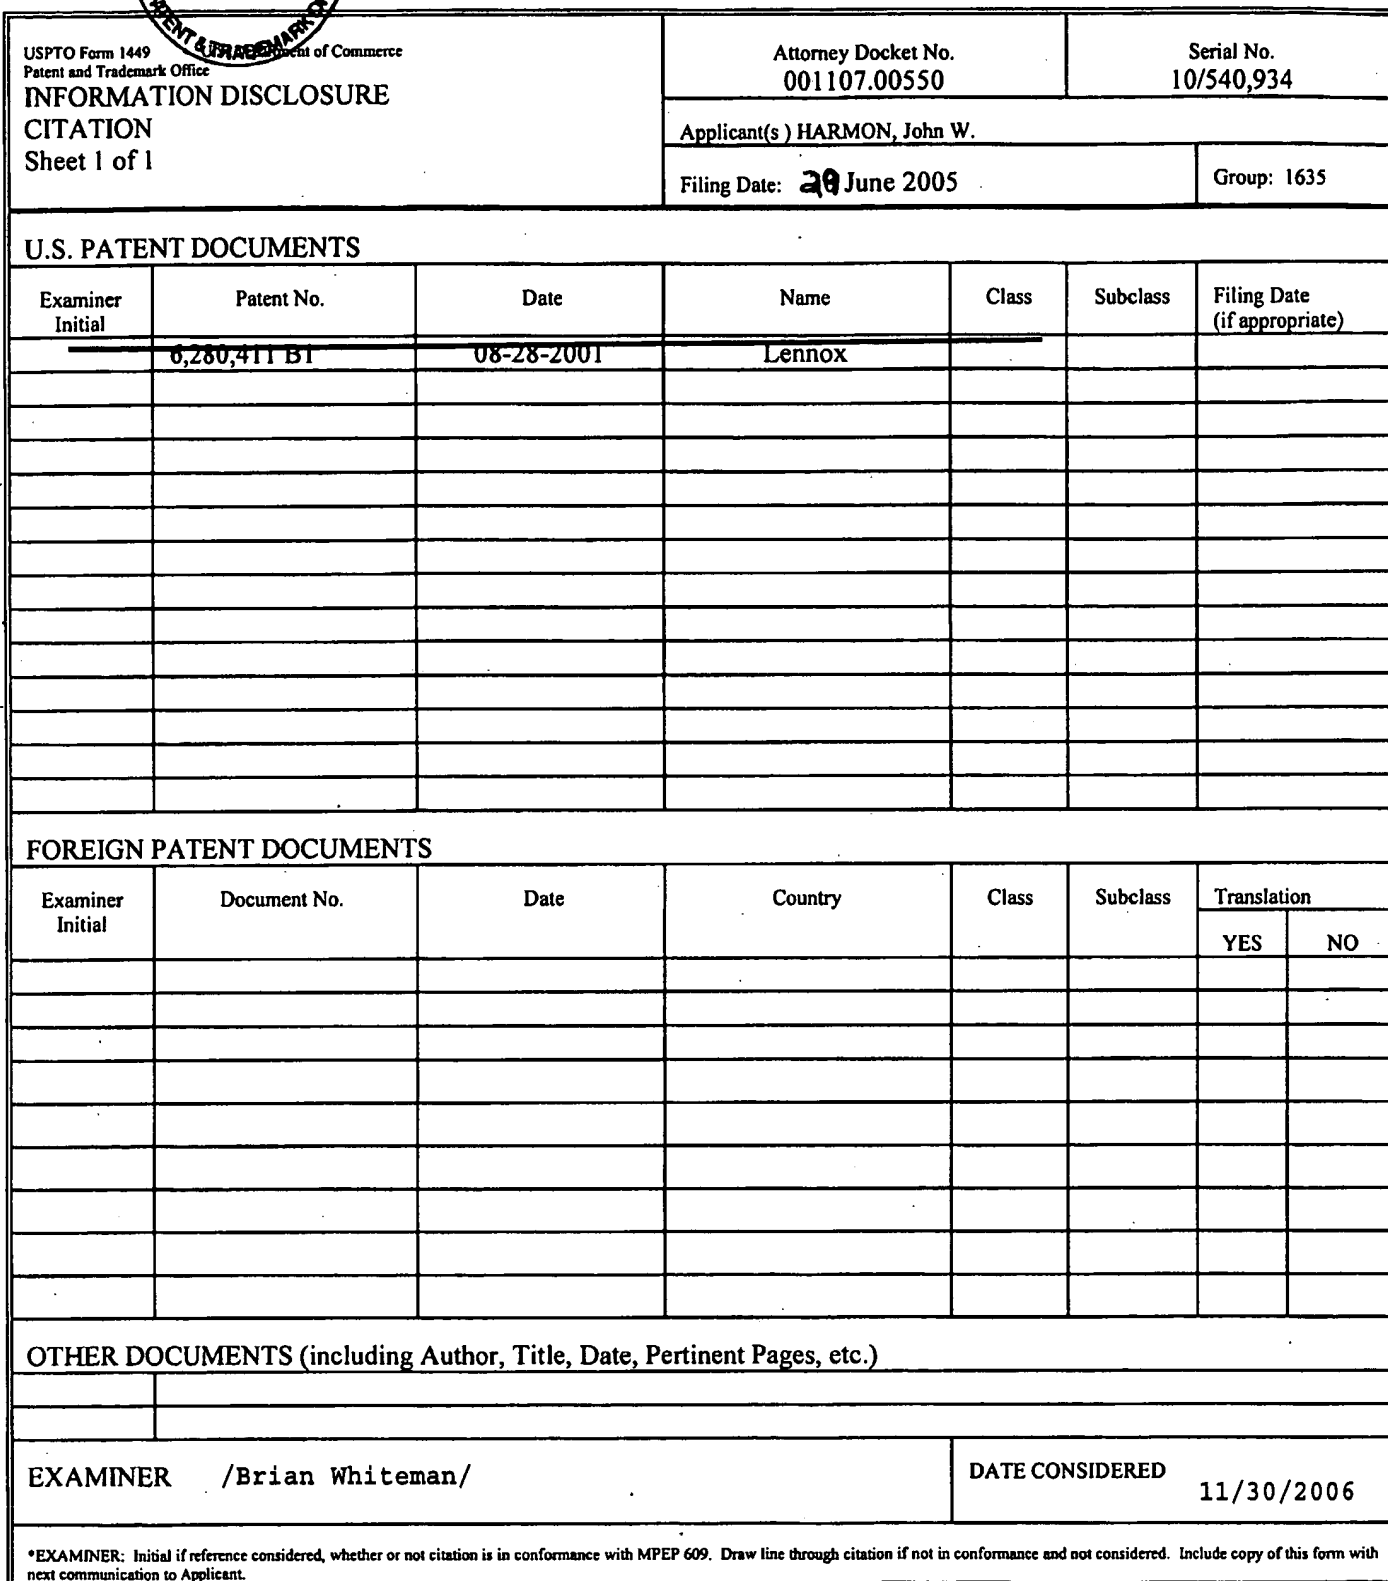 PATENT & TRADEMARK
USPTO Form 1449 of Commerce
Patent and Trademark Office
INFORMATION DISCLOSURE
CITATION
Sheet 1 of 1
Attorney Docket No.
001107.00550
Serial No.
10/540,934
Applicant(s ) HARMON, John W.
Filing Date: June 2005
Group: 1635
U.S. PATENT DOCUMENTS
Examiner Initial Patent No. Date Name Class Subclass Filing Date (if appropriate)
6,280,411 B1 08-28-2001 Lennox
FOREIGN PATENT DOCUMENTS
Examiner Initial Document No. Date Country Class Subclass Translation
YES NO
OTHER DOCUMENTS (including Author, Title, Date, Pertinent Pages, etc.)
EXAMINER /Brian Whiteman/
DATE CONSIDERED 11/30/2006
*EXAMINER: Initial if reference considered, whether or not citation is in conformance with MPEP 609. Draw line through citation if not in conformance and not considered. Include copy of this form with
next communication to Applicant.